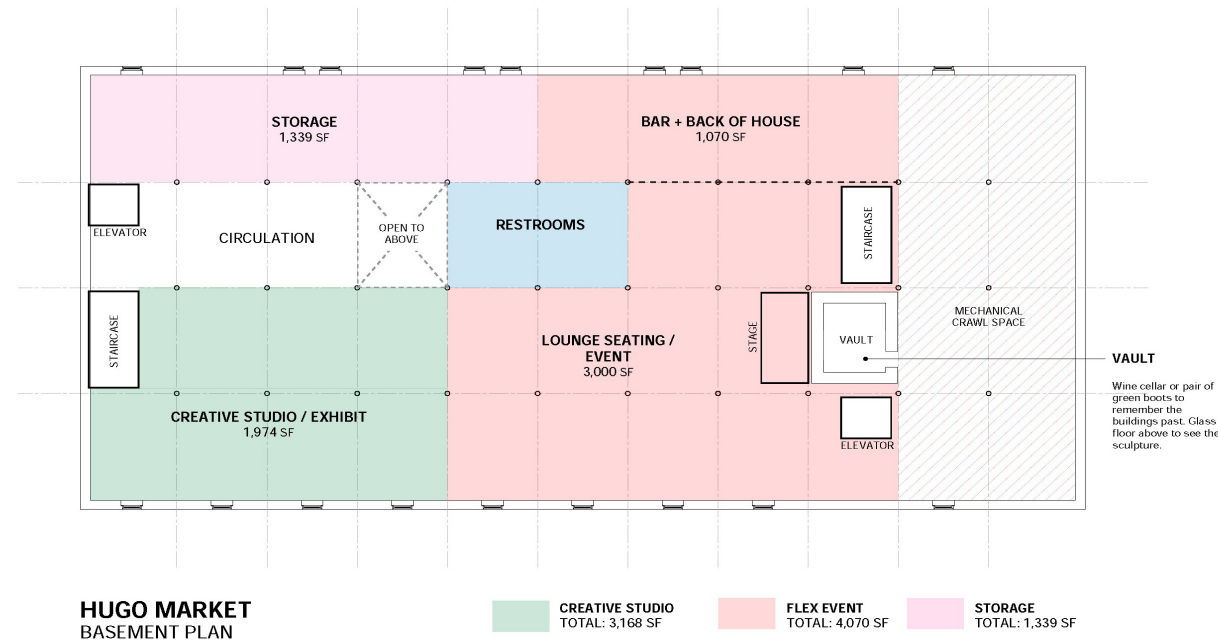 STORAGE
1,339 SF
BAR + BACK OF HOUSE
1,070 SF
ELEVATOR
CIRCULATION
OPEN TO
ABOVE
RESTROOMS
STAIRCASE
STAIRCASE
LOUNGE SEATING /
EVENT
3,000 SF
STAGE
VAULT
MECHANICAL
CRAWL SPACE
VAULT
Wine cellar or pair of
green boots to
remember the
buildings past. Glass
floor above to see the
sculpture.
CREATIVE STUDIO / EXHIBIT
1,974 SF
ELEVATOR
HUGO MARKET
BASEMENT PLAN
CREATIVE STUDIO
TOTAL: 3,168 SF
FLEX EVENT
TOTAL: 4,070 SF
STORAGE
TOTAL: 1,339 SF